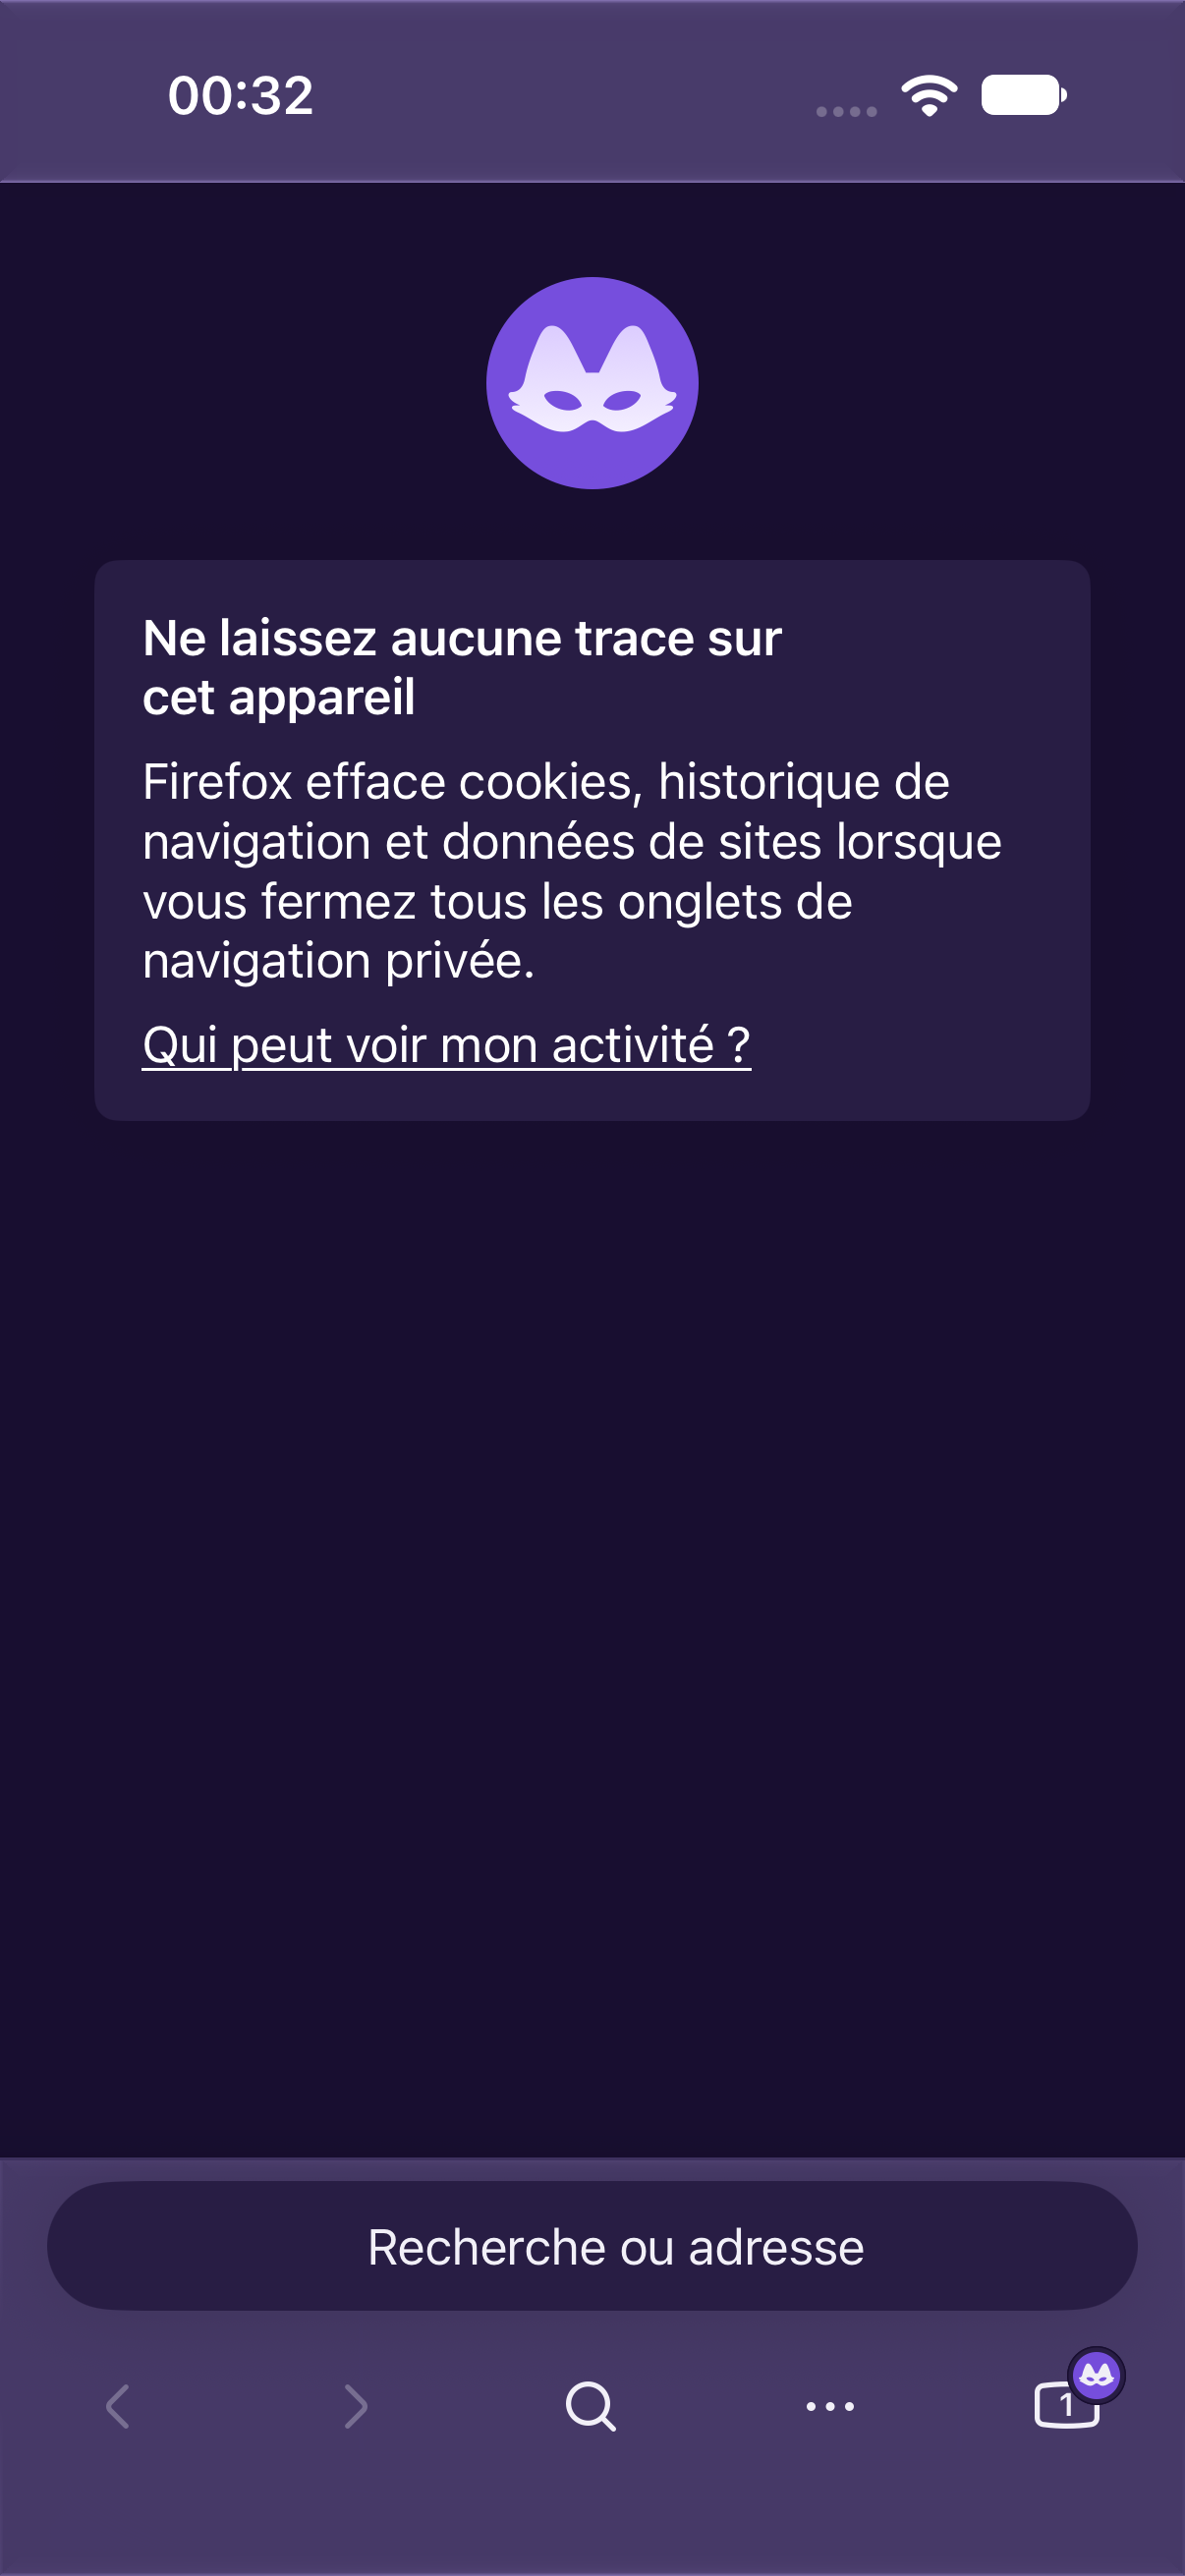 00:32
Ne laissez aucune trace sur
cet appareil
Firefox efface cookies, historique de
navigation et données de sites lorsque
vous fermez tous les onglets de
navigation privée.
Qui peut voir mon activité ?
Recherche ou adresse
1